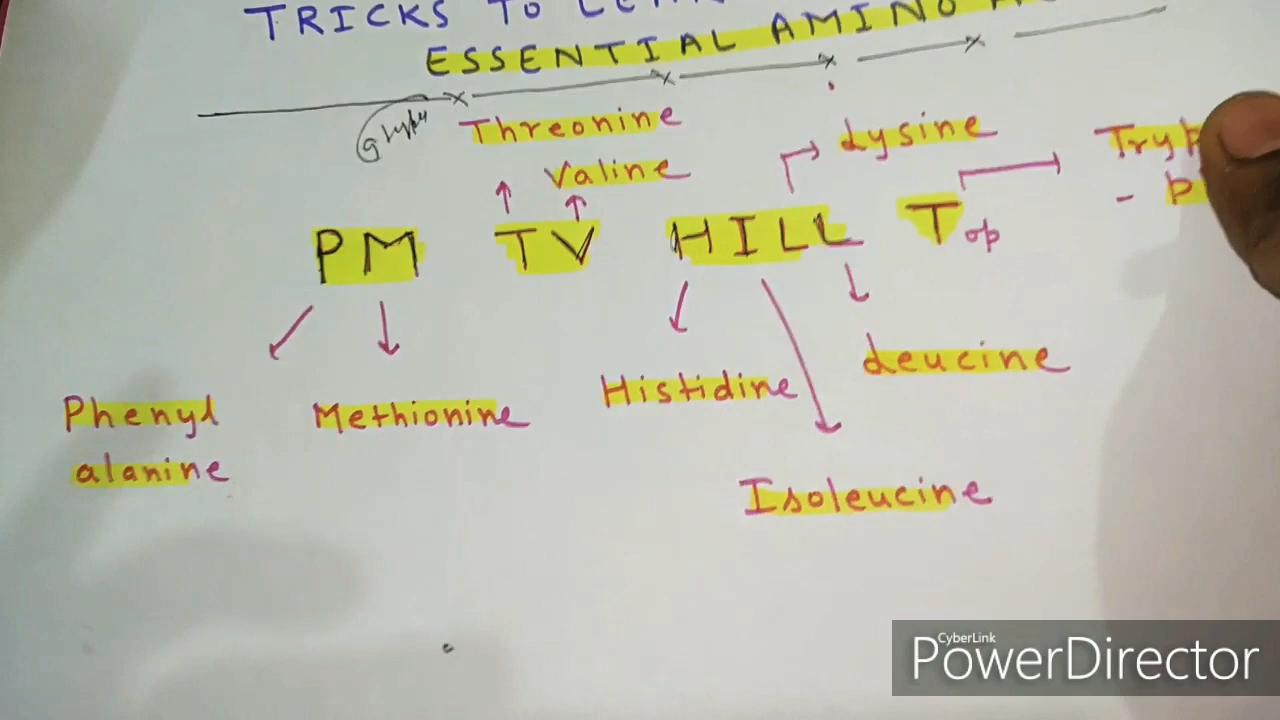 TRICKS TO
ESSENTIAL AMINO
Threonine
Valine
Lysine
PM TV HILL Top
Histidine
Leucine
Phenyl
alanine
Methionine
Isoleucine
CyberLink
PowerDirector